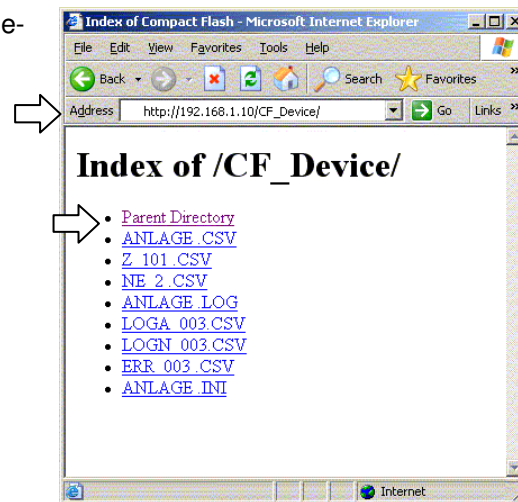 e-
Index of Compact Flash - Microsoft Internet Explorer
File Edit View Favorites Tools Help
Back Search Favorites »
Address http://192.168.1.10/CF_Device/ Go Links »
Index of /CF_Device/
• Parent Directory
• ANLAGE .CSV
• Z_101 .CSV
• NE_2 .CSV
• ANLAGE .LOG
• LOGA_003.CSV
• LOGN_003.CSV
• ERR_003 .CSV
• ANLAGE .INI
Internet